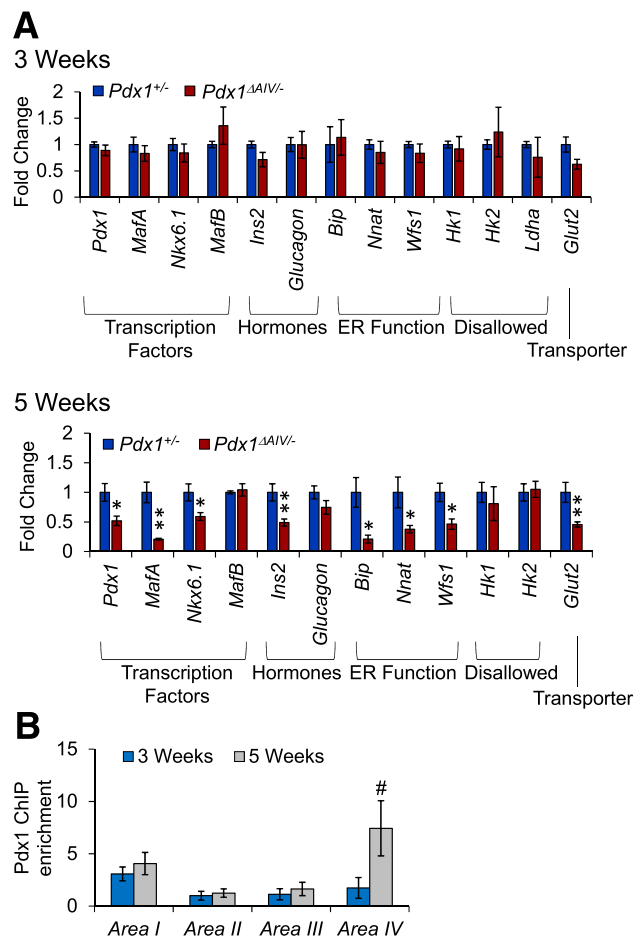 A
3 Weeks
Pdx1+/- Pdx1ΔAIV/-
Fold Change
2
1.5
1
0.5
0
Pdx1 MafA Nkx6.1 MafB Ins2 Glucagon Bip Nnat Wfs1 Hk1 Hk2 Ldha Glut2
Transcription Factors
Hormones
ER Function
Disallowed
Transporter
5 Weeks
Pdx1+/- Pdx1ΔAIV/-
Fold Change
2
1.5
1
0.5
0
* ** * ** * * * **
Pdx1 MafA Nkx6.1 MafB Ins2 Glucagon Bip Nnat Wfs1 Hk1 Hk2 Glut2
Transcription Factors
Hormones
ER Function
Disallowed
Transporter
B
3 Weeks 5 Weeks
Pdx1 ChIP
enrichment
15
10
5
0
#
Area I Area II Area III Area IV